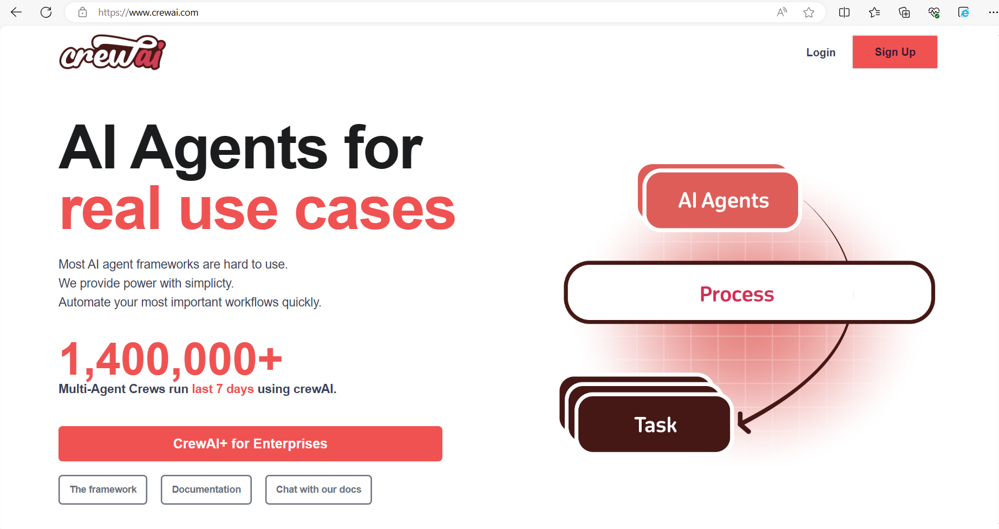 https://www.crewai.com
crewai
Login
Sign Up
AI Agents for
real use cases
Most AI agent frameworks are hard to use.
We provide power with simplicty.
Automate your most important workflows quickly.
1,400,000+
Multi-Agent Crews run last 7 days using crewAI.
CrewAI+ for Enterprises
The framework
Documentation
Chat with our docs
AI Agents
Process
Task